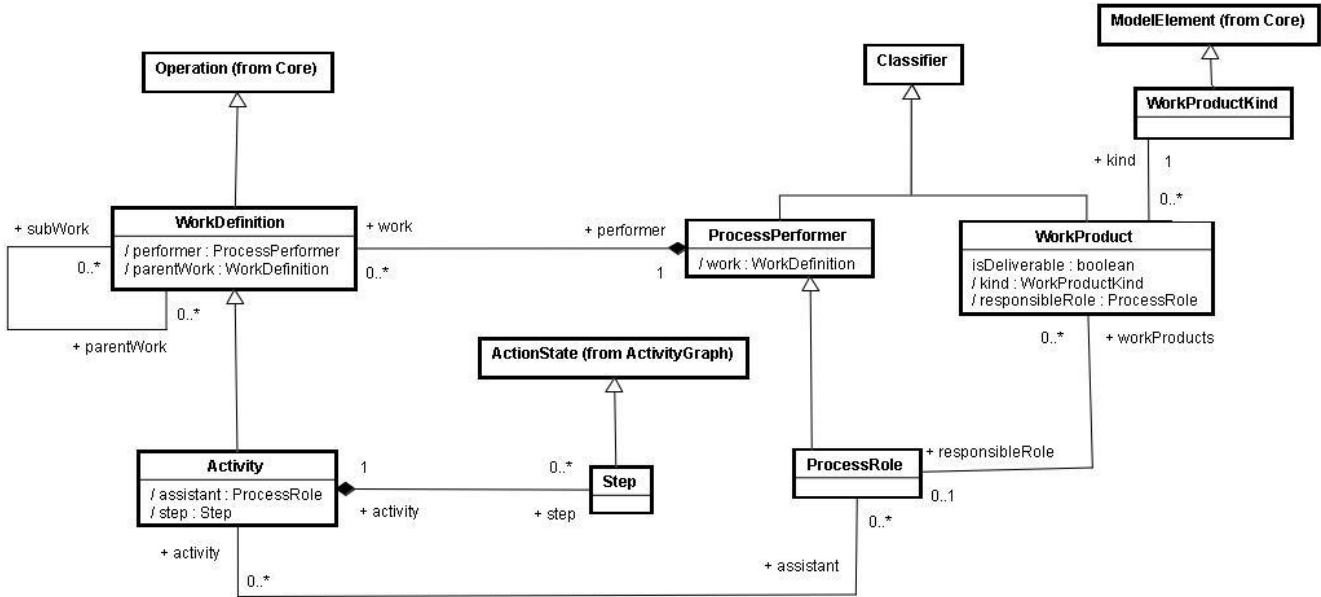 ModelElement (from Core)
Operation (from Core)
Classifier
WorkProductKind
+ kind
1
0..*
+ subWork
0..*
WorkDefinition
/ performer : ProcessPerformer
/ parentWork : WorkDefinition
+ work
0..*
+ performer
1
ProcessPerformer
/ work : WorkDefinition
WorkProduct
isDeliverable : boolean
/ kind : WorkProductKind
/ responsibleRole : ProcessRole
0..*
+ parentWork
0..*
+ workProducts
ActionState (from ActivityGraph)
Activity
/ assistant : ProcessRole
/ step : Step
1
+ activity
0..*
+ step
Step
ProcessRole
+ responsibleRole
0..1
0..*
+ activity
0..*
+ assistant